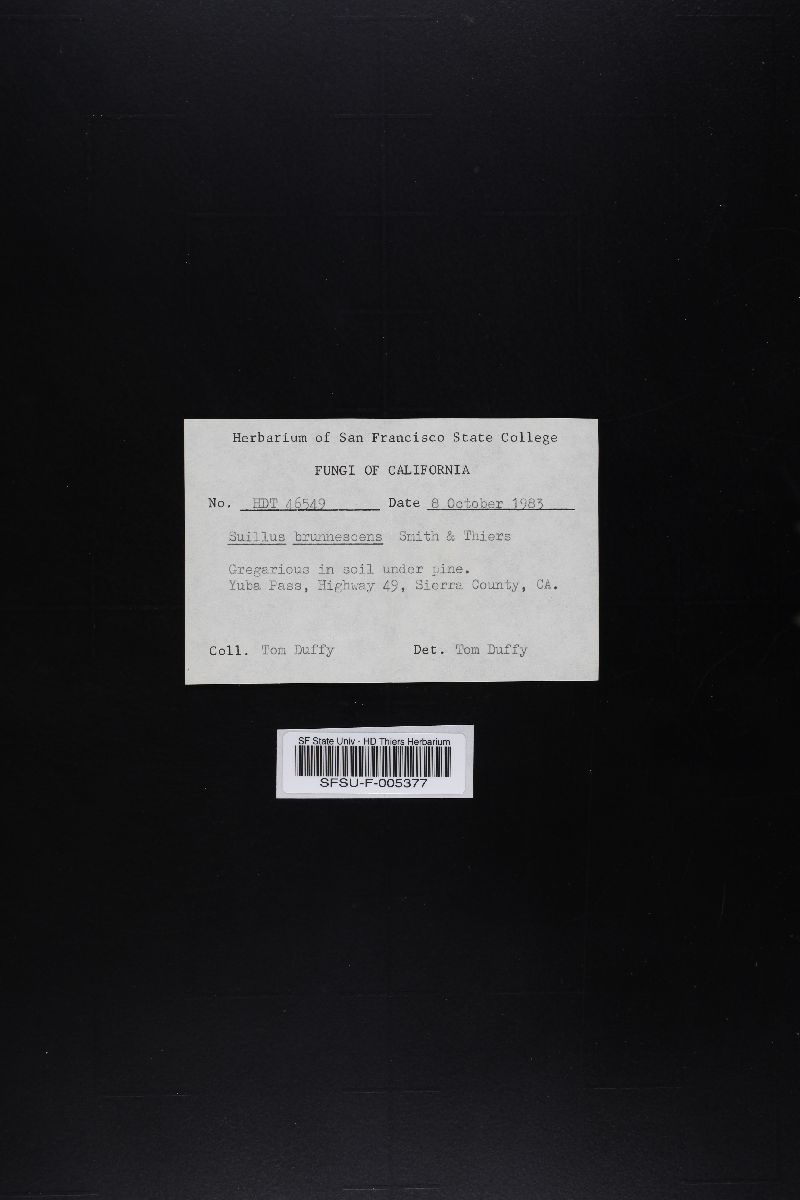 Herbarium of San Francisco State College
FUNGI OF CALIFORNIA
No. HDT 46549 Date 8 October 1983
Suillus brunnescens Smith & Thiers
Gregarious in soil under pine.
Yuba Pass, Highway 49, Sierra County, CA.
Coll. Tom Duffy Det. Tom Duffy
SF State Univ - HD Thiers Herbarium
SFSU-F-005377